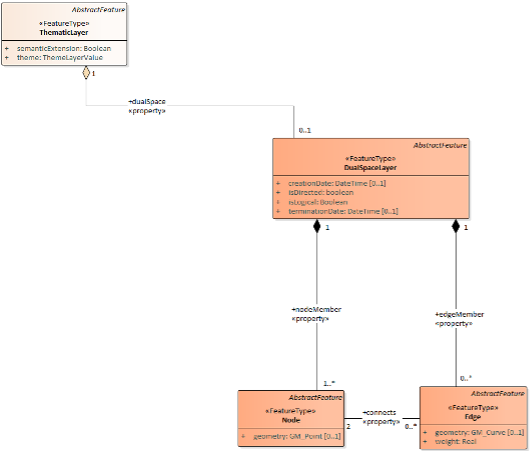 AbstractFeature
«FeatureType»
ThematicLayer
+ semanticExtension: Boolean
+ theme: ThemeLayerValue
1
+dualSpace
«property»
0..1
AbstractFeature
«FeatureType»
DualSpaceLayer
+ creationDate: DateTime [0..1]
+ isDirected: boolean
+ isLogical: Boolean
+ terminationDate: DateTime [0..1]
1
1
+nodeMember
«property»
+edgeMember
«property»
1..*
0..*
AbstractFeature
«FeatureType»
Node
+ geometry: GM_Point [0..1]
2
+connects
«property»
0..*
AbstractFeature
«FeatureType»
Edge
+ geometry: GM_Curve [0..1]
+ weight: Real